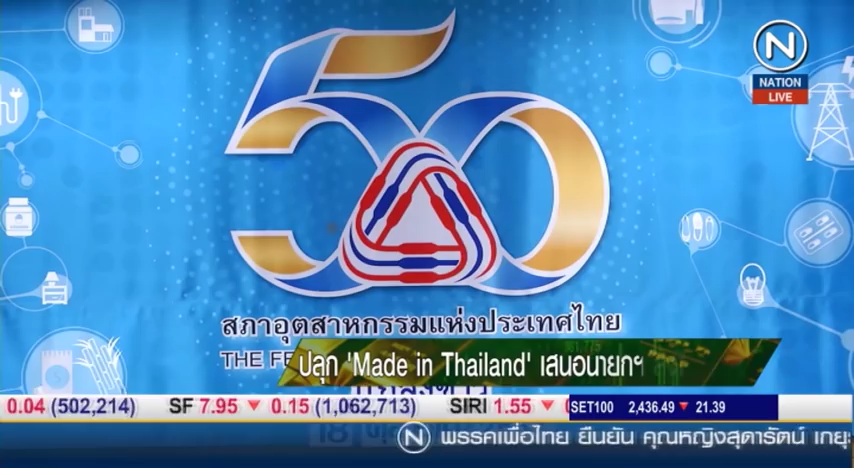 50
N
NATION
LIVE
สภาอุตสาหกรรมแห่งประเทศไทย
THE
ปลุก 'Made in Thailand' เสนอนายกฯ
0.04 (502,214) SF 7.95 ▼ 0.15 (1,062,713) SIRI 1.55 ▼ SET100 2,436.49 ▼ 21.39
N พรรคเพื่อไทย ยืนยัน คุณหญิงสุดารัตน์